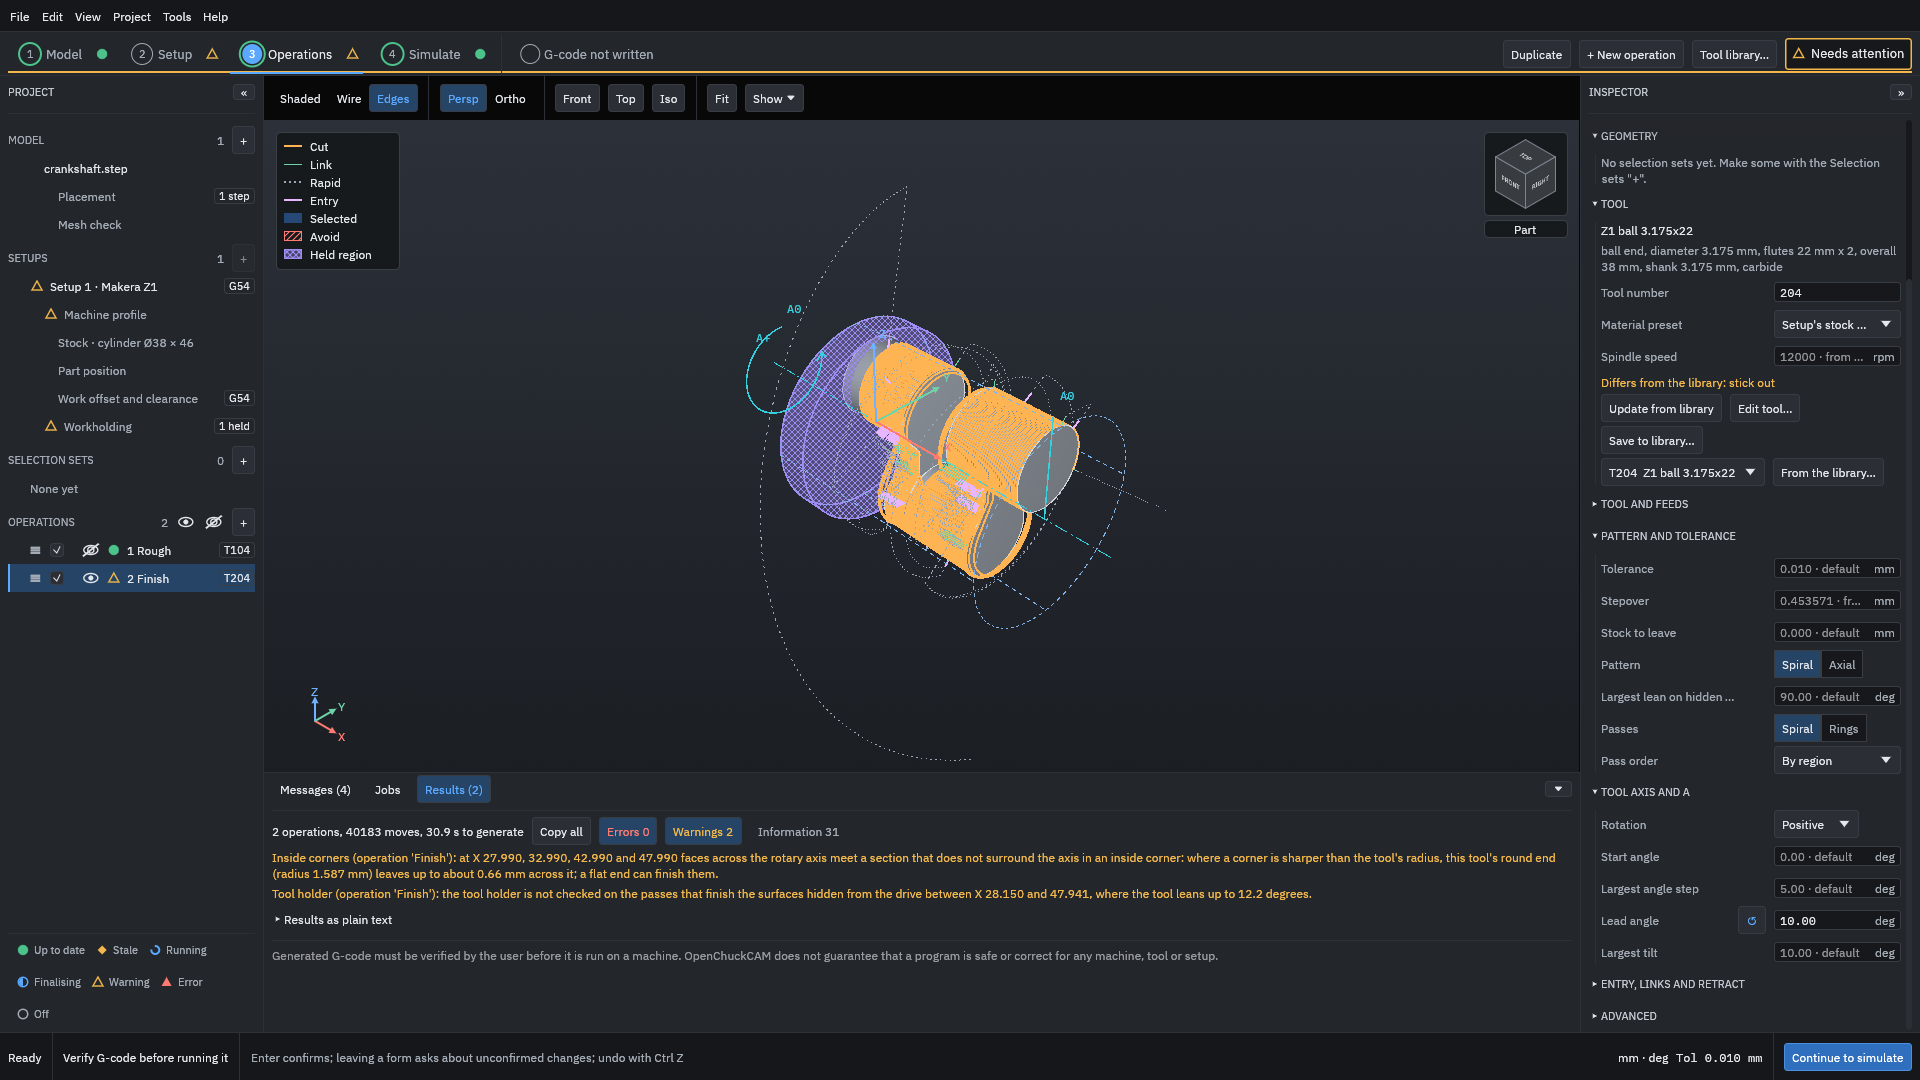 File Edit View Project Tools Help
1 Model 2 Setup 3 Operations 4 Simulate G-code not written
Duplicate + New operation Tool library... Needs attention
PROJECT «
MODEL 1 +
crankshaft.step
Placement 1 step
Mesh check
SETUPS 1 +
Setup 1 · Makera Z1 G54
Machine profile
Stock · cylinder Ø38 × 46
Part position
Work offset and clearance G54
Workholding 1 held
SELECTION SETS 0 +
None yet
OPERATIONS 2 +
1 Rough T104
2 Finish T204
Up to date Stale Running
Finalising Warning Error
Off
Shaded Wire Edges Persp Ortho Front Top Iso Fit Show
Cut
Link
Rapid
Entry
Selected
Avoid
Held region
A0
A+
A0
Z
Y
X
TOP
FRONT RIGHT
Part
Messages (4) Jobs Results (2)
2 operations, 40183 moves, 30.9 s to generate Copy all Errors 0 Warnings 2 Information 31
Inside corners (operation 'Finish'): at X 27.990, 32.990, 42.990 and 47.990 faces across the rotary axis meet a section that does not surround the axis in an inside corner: where a corner is sharper than the tool's radius, this tool's round end
(radius 1.587 mm) leaves up to about 0.66 mm across it; a flat end can finish them.
Tool holder (operation 'Finish'): the tool holder is not checked on the passes that finish the surfaces hidden from the drive between X 28.150 and 47.941, where the tool leans up to 12.2 degrees.
Results as plain text
Generated G-code must be verified by the user before it is run on a machine. OpenChuckCAM does not guarantee that a program is safe or correct for any machine, tool or setup.
INSPECTOR »
GEOMETRY
No selection sets yet. Make some with the Selection
sets "+".
TOOL
Z1 ball 3.175x22
ball end, diameter 3.175 mm, flutes 22 mm x 2, overall
38 mm, shank 3.175 mm, carbide
Tool number 204
Material preset Setup's stock ...
Spindle speed 12000 · from ... rpm
Differs from the library: stick out
Update from library Edit tool...
Save to library...
T204 Z1 ball 3.175x22 From the library...
TOOL AND FEEDS
PATTERN AND TOLERANCE
Tolerance 0.010 · default mm
Stepover 0.453571 · fr... mm
Stock to leave 0.000 · default mm
Pattern Spiral Axial
Largest lean on hidden ... 90.00 · default deg
Passes Spiral Rings
Pass order By region
TOOL AXIS AND A
Rotation Positive
Start angle 0.00 · default deg
Largest angle step 5.00 · default deg
Lead angle 10.00 deg
Largest tilt 10.00 · default deg
ENTRY, LINKS AND RETRACT
ADVANCED
Ready Verify G-code before running it Enter confirms; leaving a form asks about unconfirmed changes; undo with Ctrl Z mm · deg Tol 0.010 mm Continue to simulate